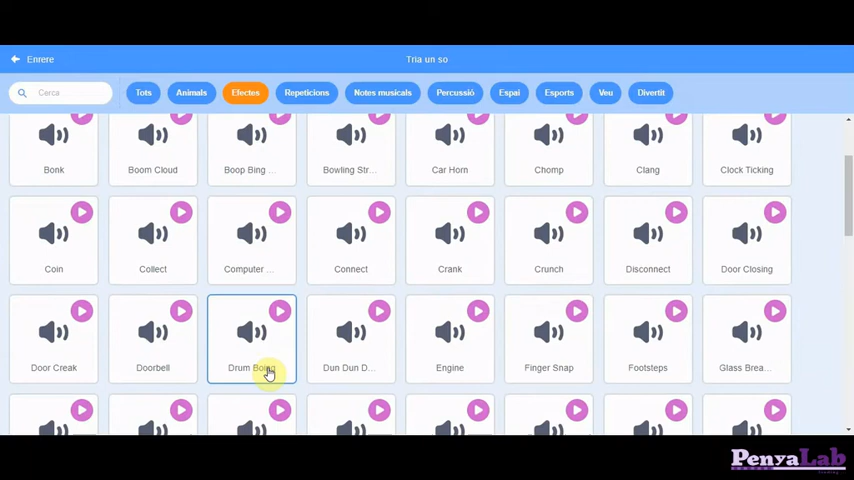 Enrere
Tria un so
Cerca
Tots
Animals
Efectes
Repeticions
Notes musicals
Percussió
Espai
Esports
Veu
Divertit
Bonk
Boom Cloud
Boop Bing ...
Bowling Str...
Car Horn
Chomp
Clang
Clock Ticking
Coin
Collect
Computer ...
Connect
Crank
Crunch
Disconnect
Door Closing
Door Creak
Doorbell
Drum Boing
Dun Dun D...
Engine
Finger Snap
Footsteps
Glass Brea...
PenyaLab